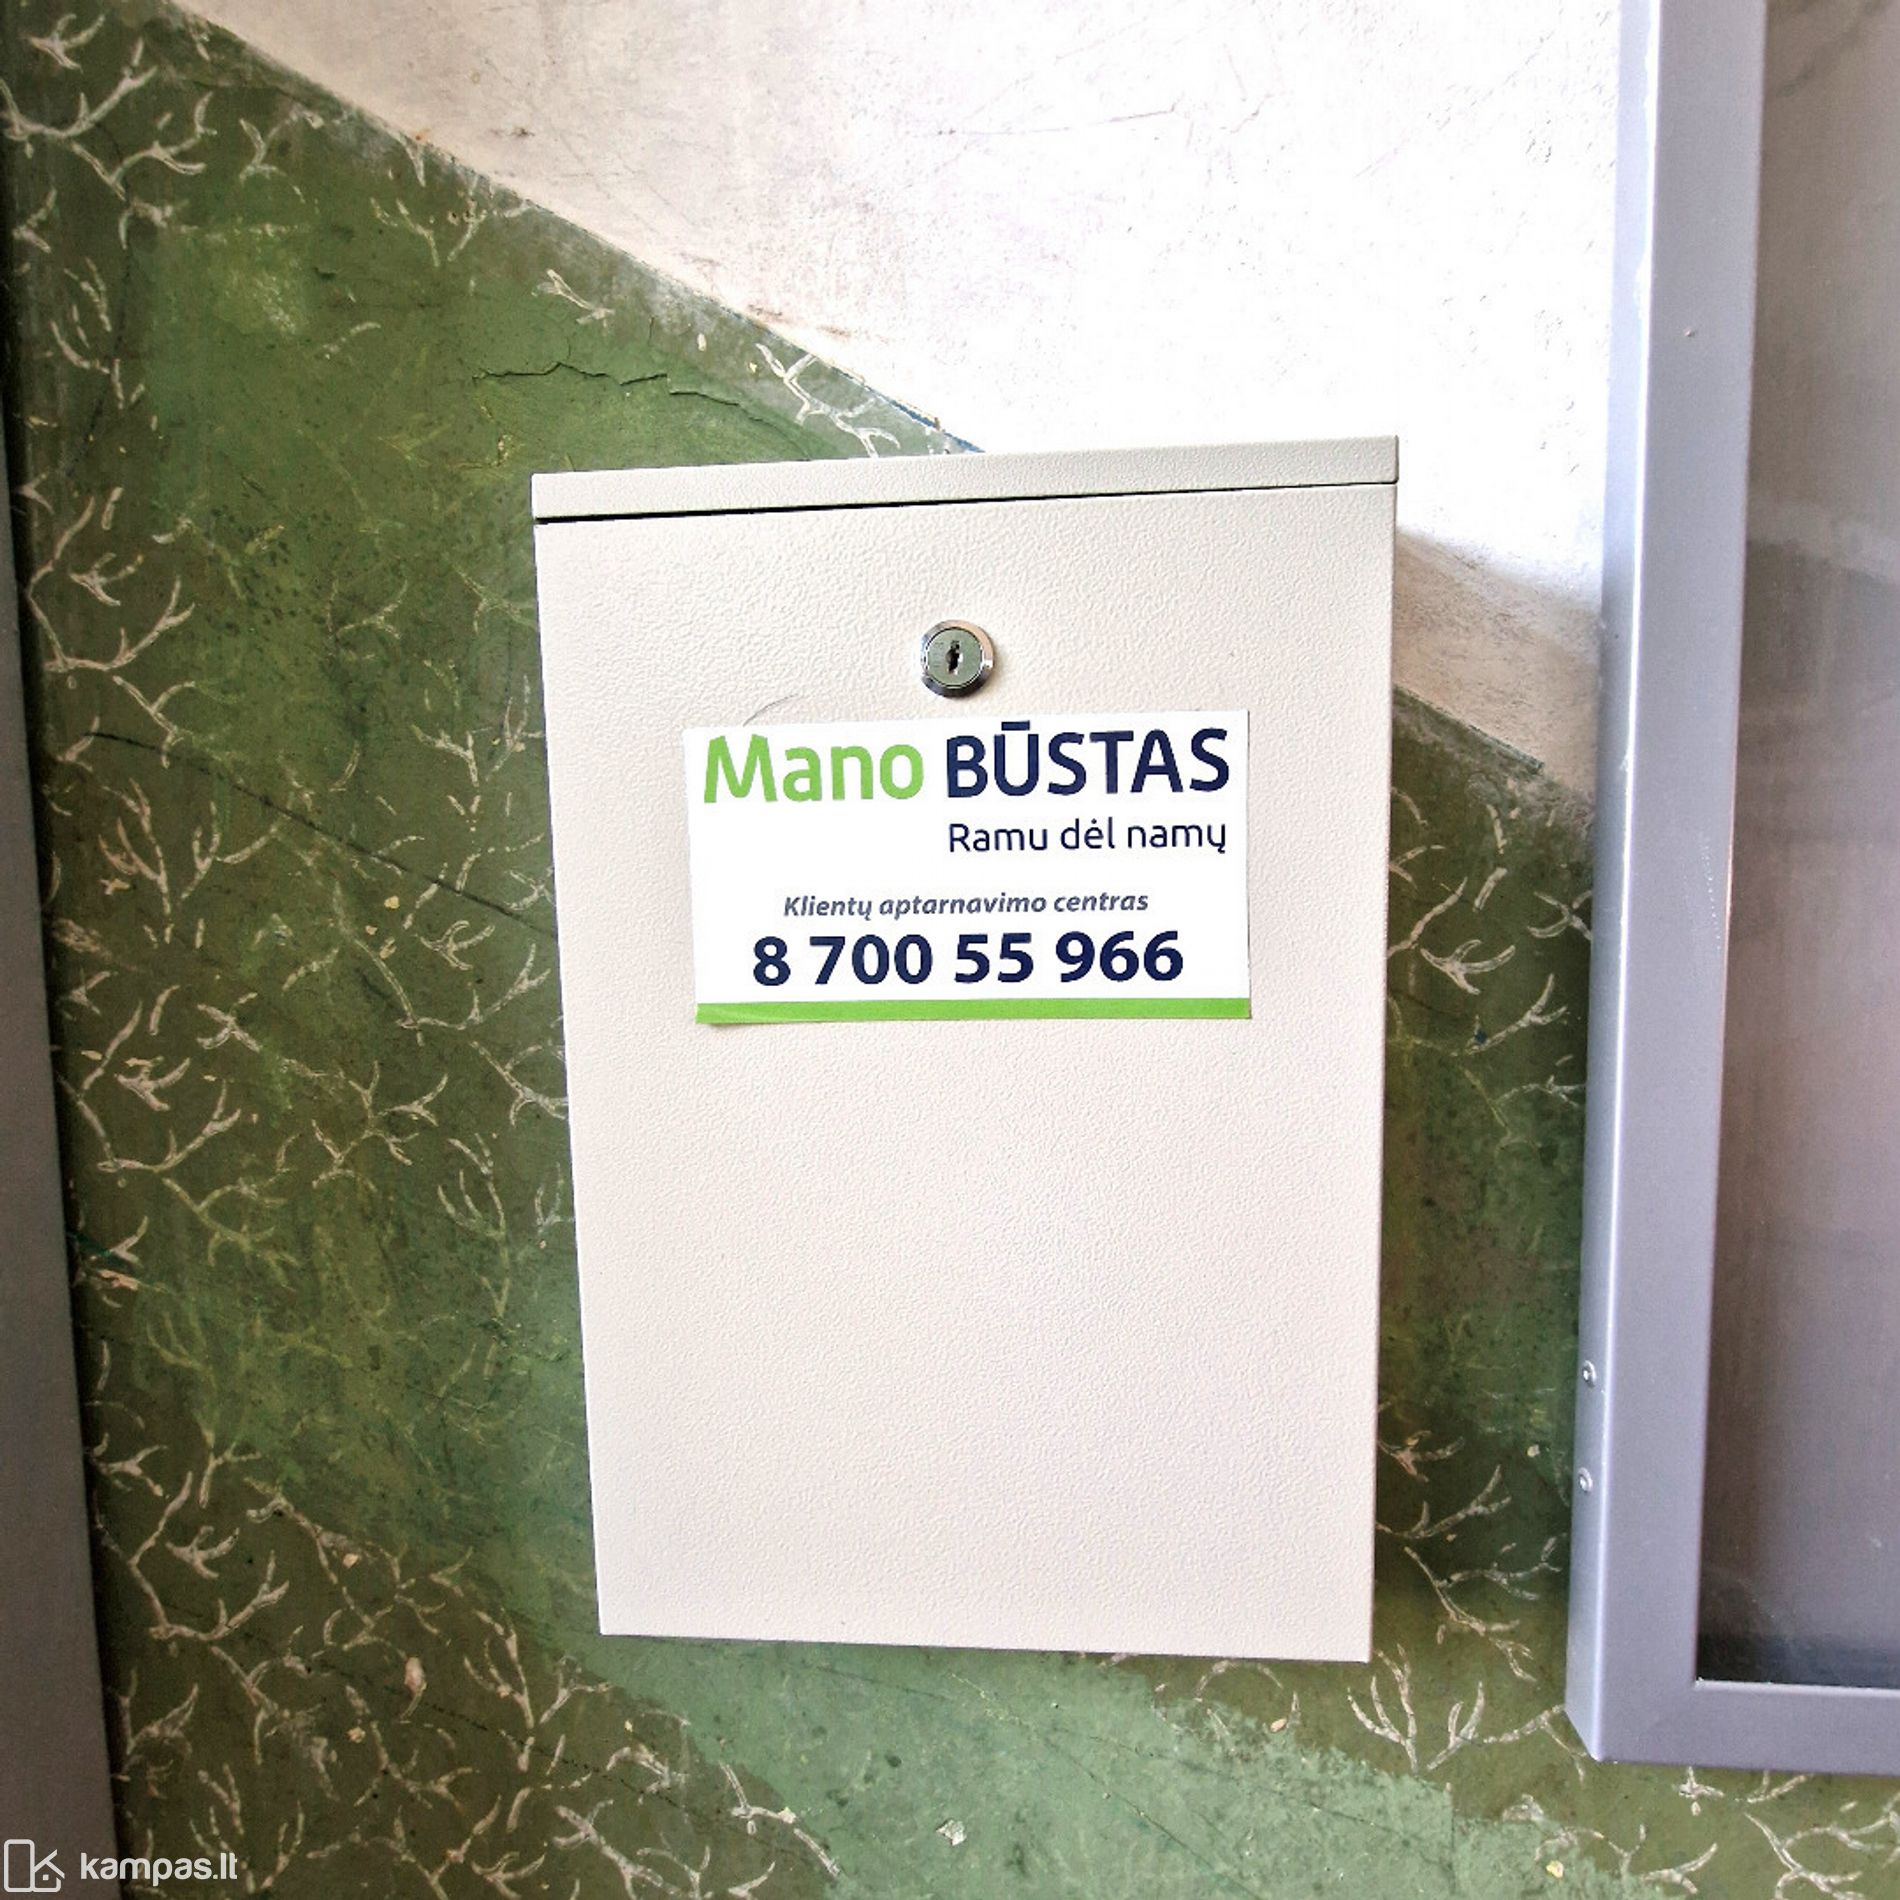 Mano BŪSTAS
Ramu dėl namų
Klientų aptarnavimo centras
8 700 55 966
kampas.lt